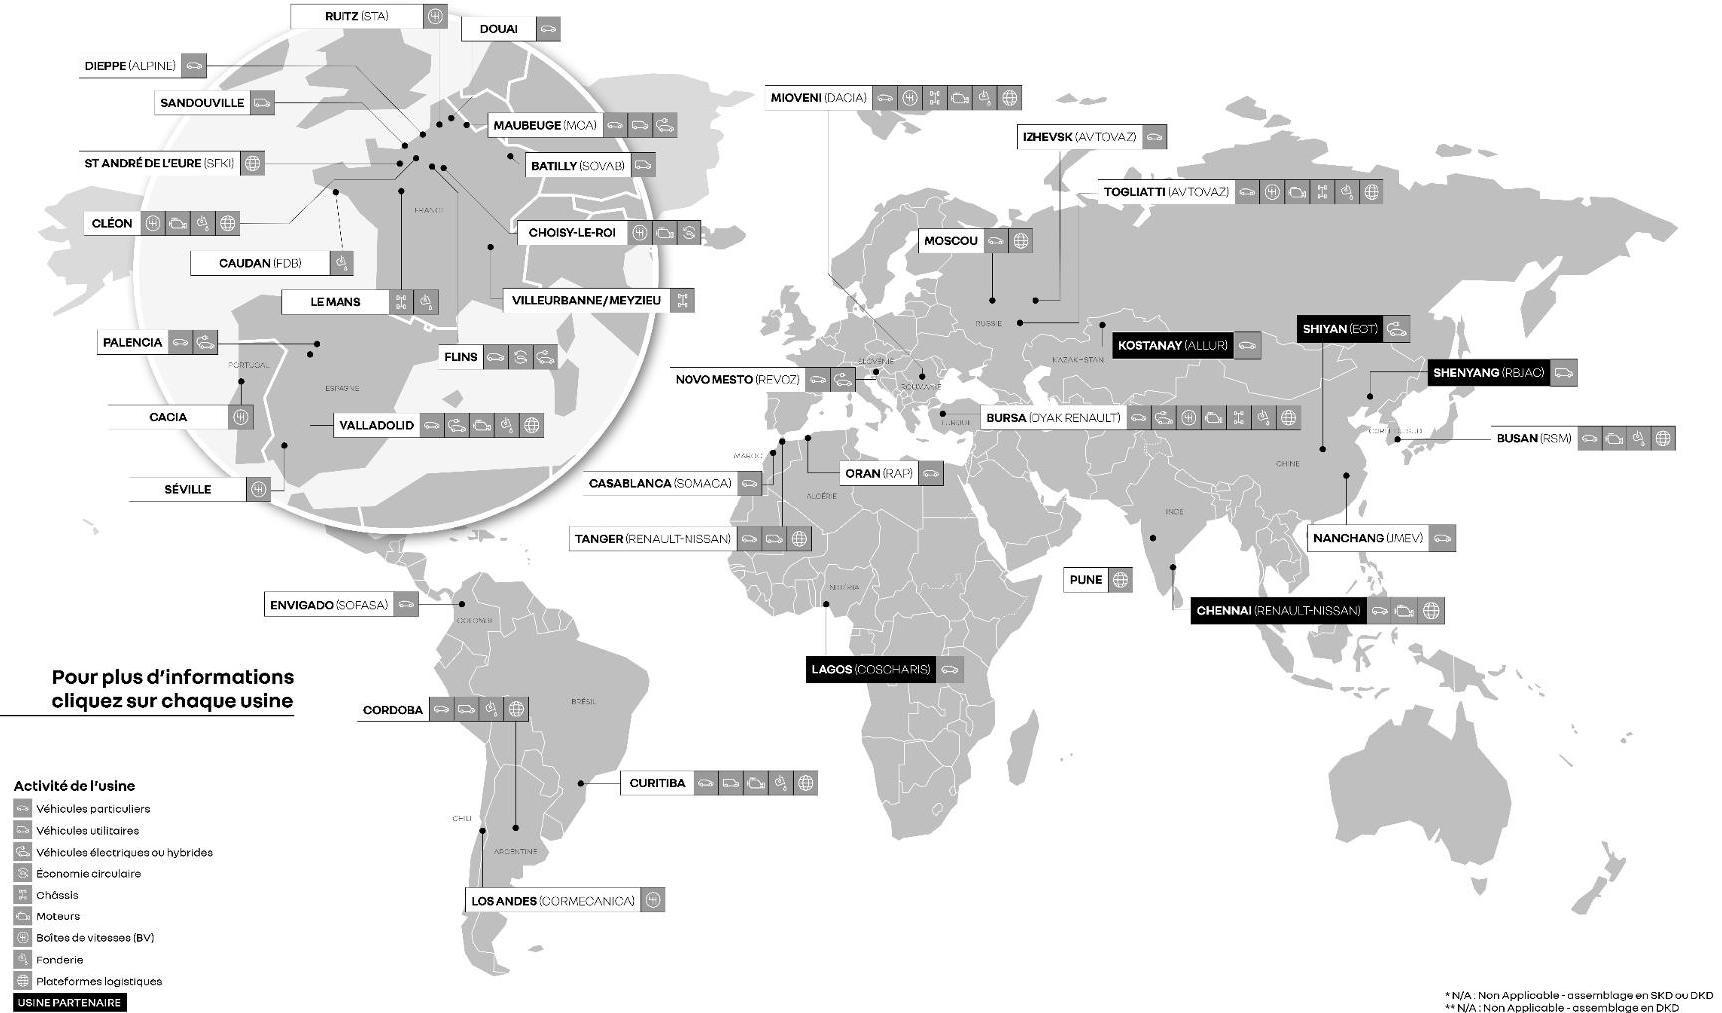 RUITZ (STA)
DOUAI
DIEPPE (ALPINE)
SANDOUVILLE
MIOVENI (DACIA)
MAUBEUGE (MCA)
IZHEVSK (AVTOVAZ)
ST ANDRÉ DE L'EURE (SFKI)
BATILLY (SOVAB)
TOGLIATTI (AVTOVAZ)
FRANCE
CLÉON
CHOISY-LE-ROI
MOSCOU
CAUDAN (FDB)
LE MANS
VILLEURBANNE/MEYZIEU
RUSSIE
SHIYAN (EOT)
PALENCIA
KOSTANAY (ALLUR)
FLINS
PORTUGAL
SLOVÉNIE
KAZAKHSTAN
SHENYANG (RBJAC)
NOVO MESTO (REVOZ)
ROUMANIE
ESPAGNE
CACIA
VALLADOLID
BURSA (OYAK RENAULT)
TURQUIE
CORÉE DU SUD
BUSAN (RSM)
MAROC
CHINE
CASABLANCA (SOMACA)
ORAN (RAP)
SÉVILLE
ALGÉRIE
INDE
TANGER (RENAULT-NISSAN)
NANCHANG (JMEV)
PUNE
NIGÉRIA
ENVIGADO (SOFASA)
CHENNAI (RENAULT-NISSAN)
COLOMBIE
LAGOS (COSCHARIS)
Pour plus d'informations
cliquez sur chaque usine
CORDOBA
BRÉSIL
CURITIBA
CHILI
ARGENTINE
LOS ANDES (CORMECANICA)
Activité de l'usine
Véhicules particuliers
Véhicules utilitaires
Véhicules électriques ou hybrides
Économie circulaire
Châssis
Moteurs
Boîtes de vitesses (BV)
Fonderie
Plateformes logistiques
USINE PARTENAIRE
* N/A : Non Applicable - assemblage en SKD ou DKD
** N/A : Non Applicable - assemblage en DKD